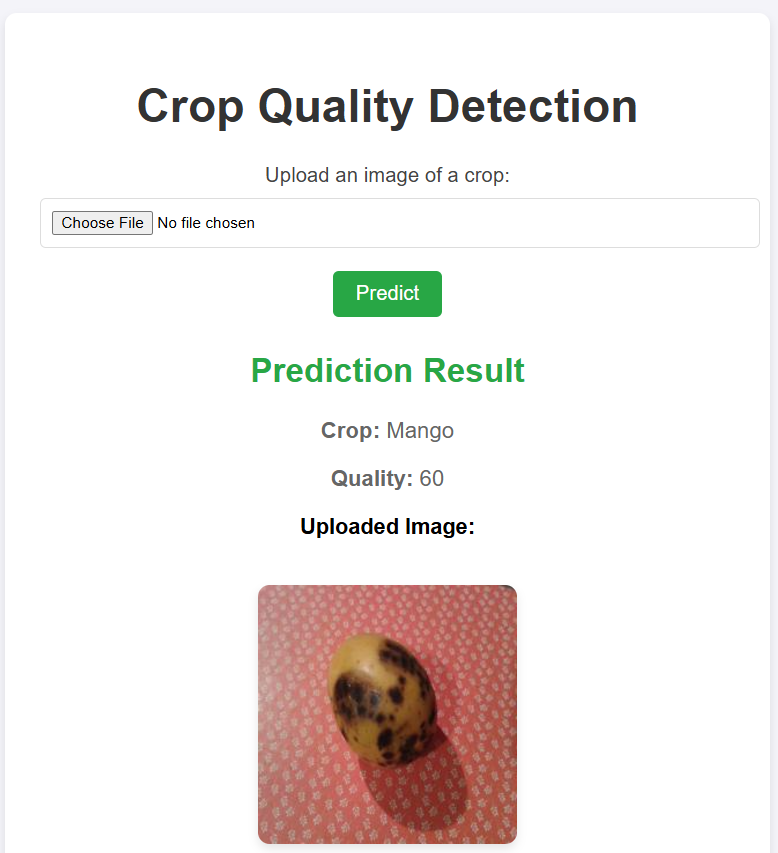 Crop Quality Detection
Upload an image of a crop:
Choose File No file chosen
Predict
Prediction Result
Crop: Mango
Quality: 60
Uploaded Image: